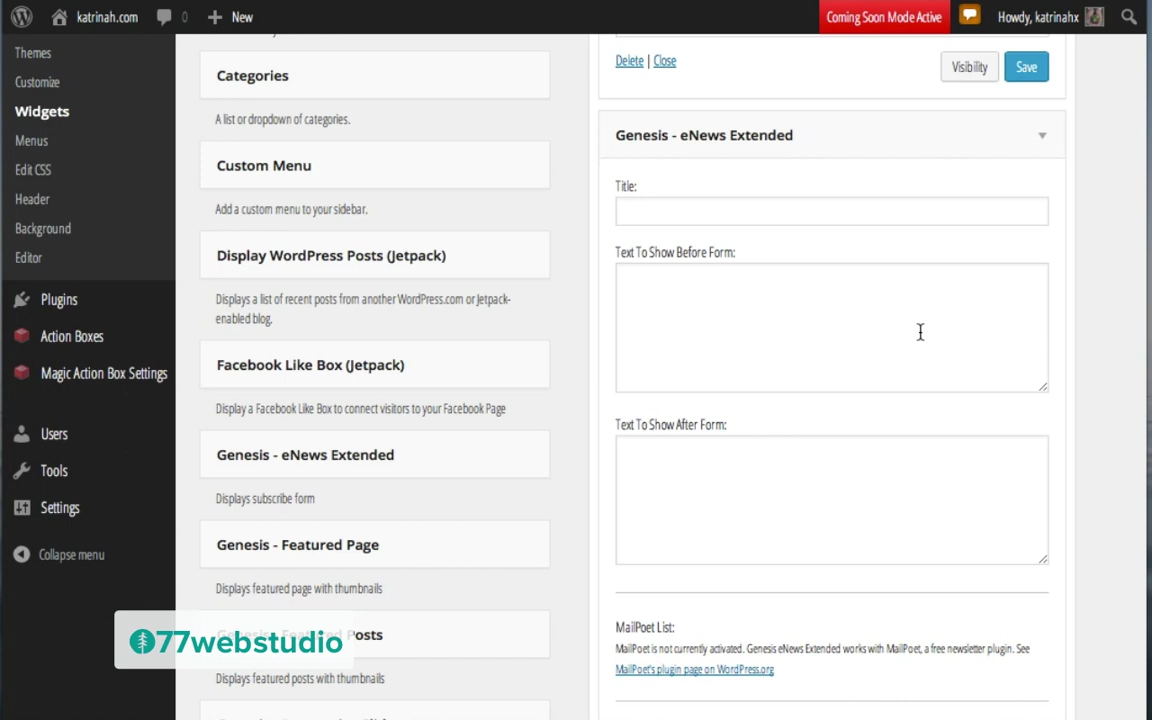 katrinah.com
0
New
Coming Soon Mode Active
Howdy, katrinahx
Themes
Customize
Widgets
Menus
Edit CSS
Header
Background
Editor
Plugins
Action Boxes
Magic Action Box Settings
Users
Tools
Settings
Collapse menu
Categories
A list or dropdown of categories.
Custom Menu
Add a custom menu to your sidebar.
Display WordPress Posts (Jetpack)
Displays a list of recent posts from another WordPress.com or Jetpack-
enabled blog.
Facebook Like Box (Jetpack)
Display a Facebook Like Box to connect visitors to your Facebook Page
Genesis - eNews Extended
Displays subscribe form
Genesis - Featured Page
Displays featured page with thumbnails
Genesis - Featured Posts
Displays featured posts with thumbnails
Delete | Close
Visibility
Save
Genesis - eNews Extended
Title:
Text To Show Before Form:
Text To Show After Form:
MailPoet List:
MailPoet is not currently activated. Genesis eNews Extended works with MailPoet, a free newsletter plugin. See
MailPoet's plugin page on WordPress.org
77webstudio